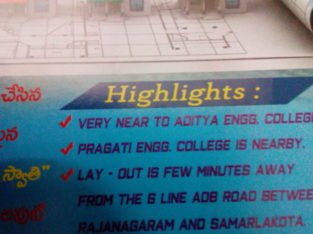 Highlights :
చేసిన
VERY NEAR TO ADITYA ENGG. COLLEGE
PRAGATI ENGG. COLLEGE IS NEARBY.
స్వాతి"
LAY - OUT IS FEW MINUTES AWAY
FROM THE 6 LINE ADB ROAD BETWEE
RAJANAGARAM AND SAMARLAKOTA.